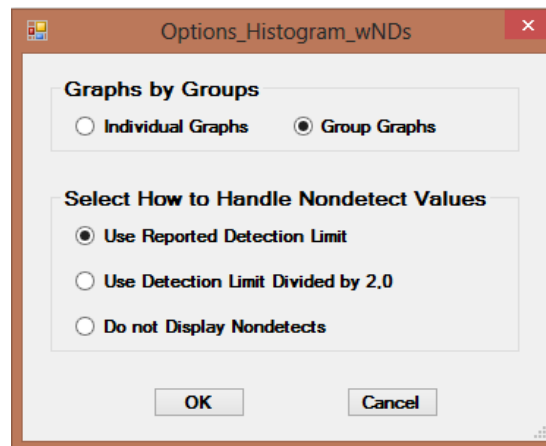 Options_Histogram_wNDs
Graphs by Groups
Individual Graphs Group Graphs
Select How to Handle Nondetect Values
Use Reported Detection Limit
Use Detection Limit Divided by 2.0
Do not Display Nondetects
OK Cancel